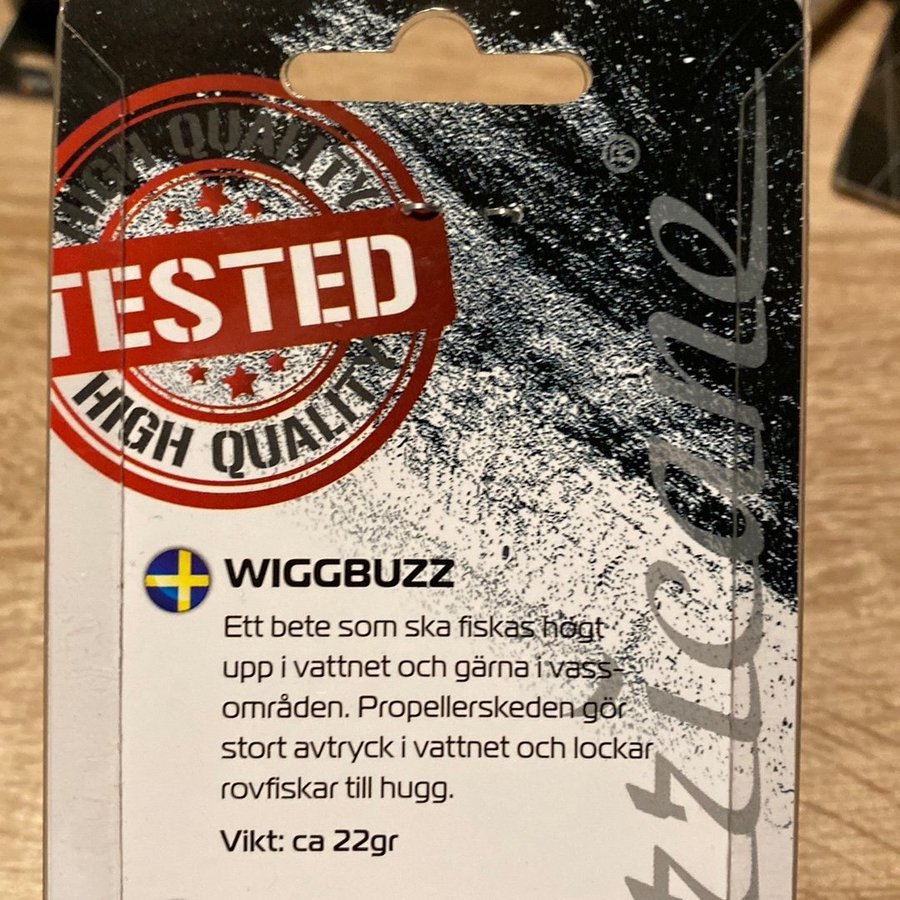 HIGH QUALITY
TESTED
HIGH QUALITY
®
WIGGBUZZ
Ett bete som ska fiskas högt
upp i vattnet och gärna i vass-
områden. Propellerskeden gör
stort avtryck i vattnet och lockar
rovfiskar till hugg.
Vikt: ca 22gr
rricane